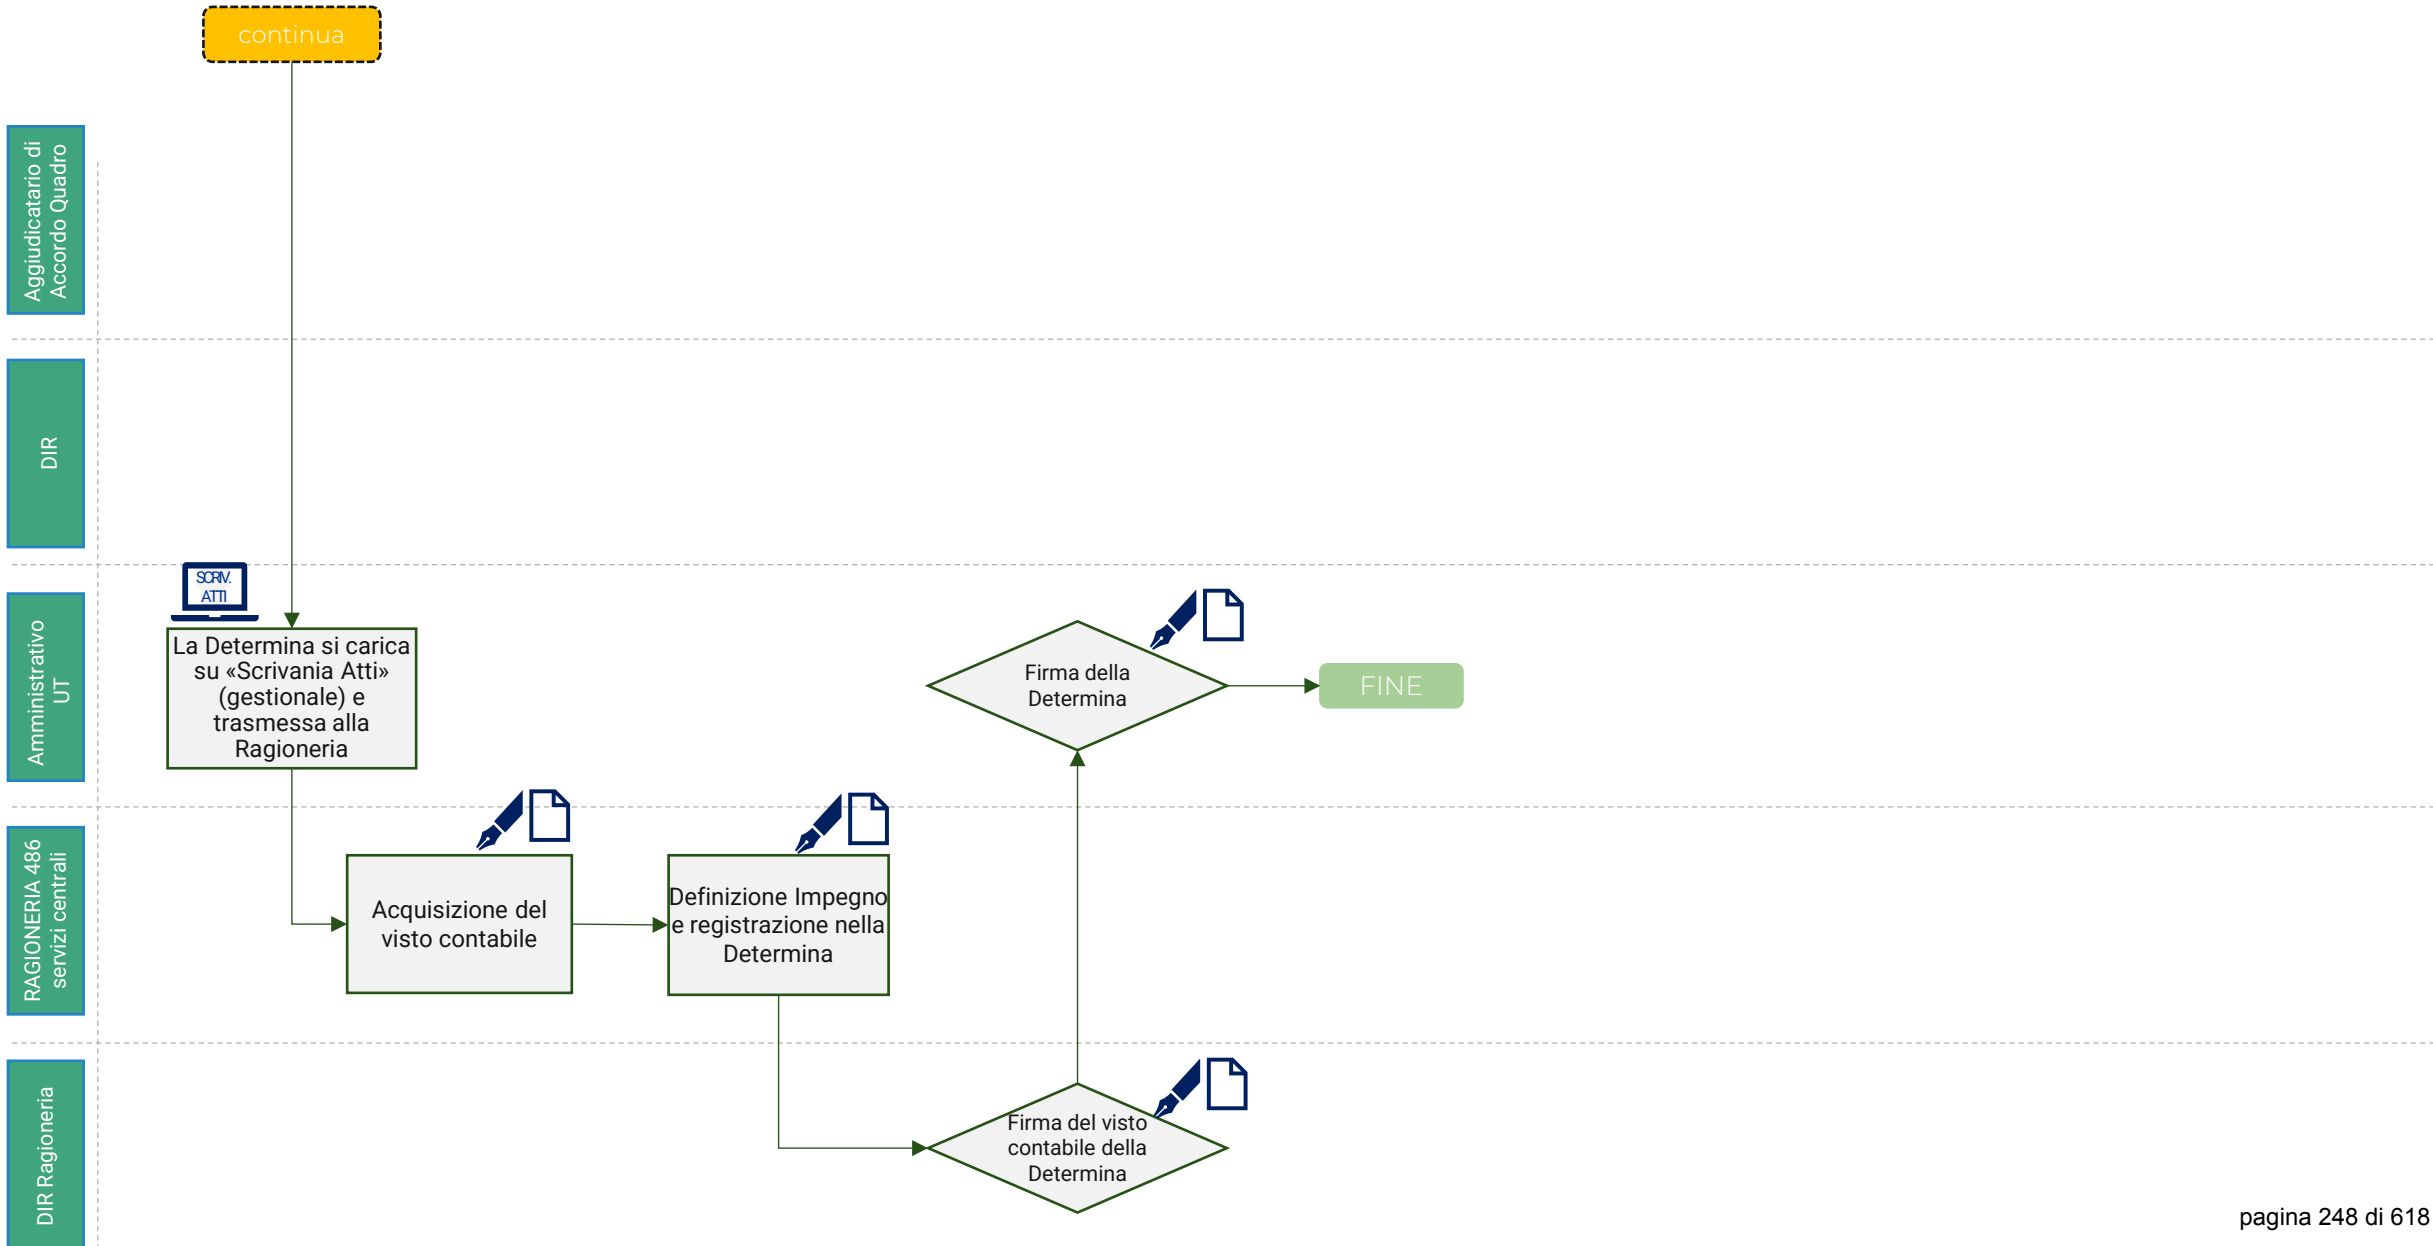 continua
Aggiudicatario di
Accordo Quadro
DIR
Amministrativo
UT
SCRIV.
ATTI
La Determina si carica
su «Scrivania Atti»
(gestionale) e
trasmessa alla
Ragioneria
Firma della
Determina
FINE
RAGIONERIA 486
servizi centrali
Acquisizione del
visto contabile
Definizione Impegno
e registrazione nella
Determina
DIR Ragioneria
Firma del visto
contabile della
Determina
pagina 248 di 618